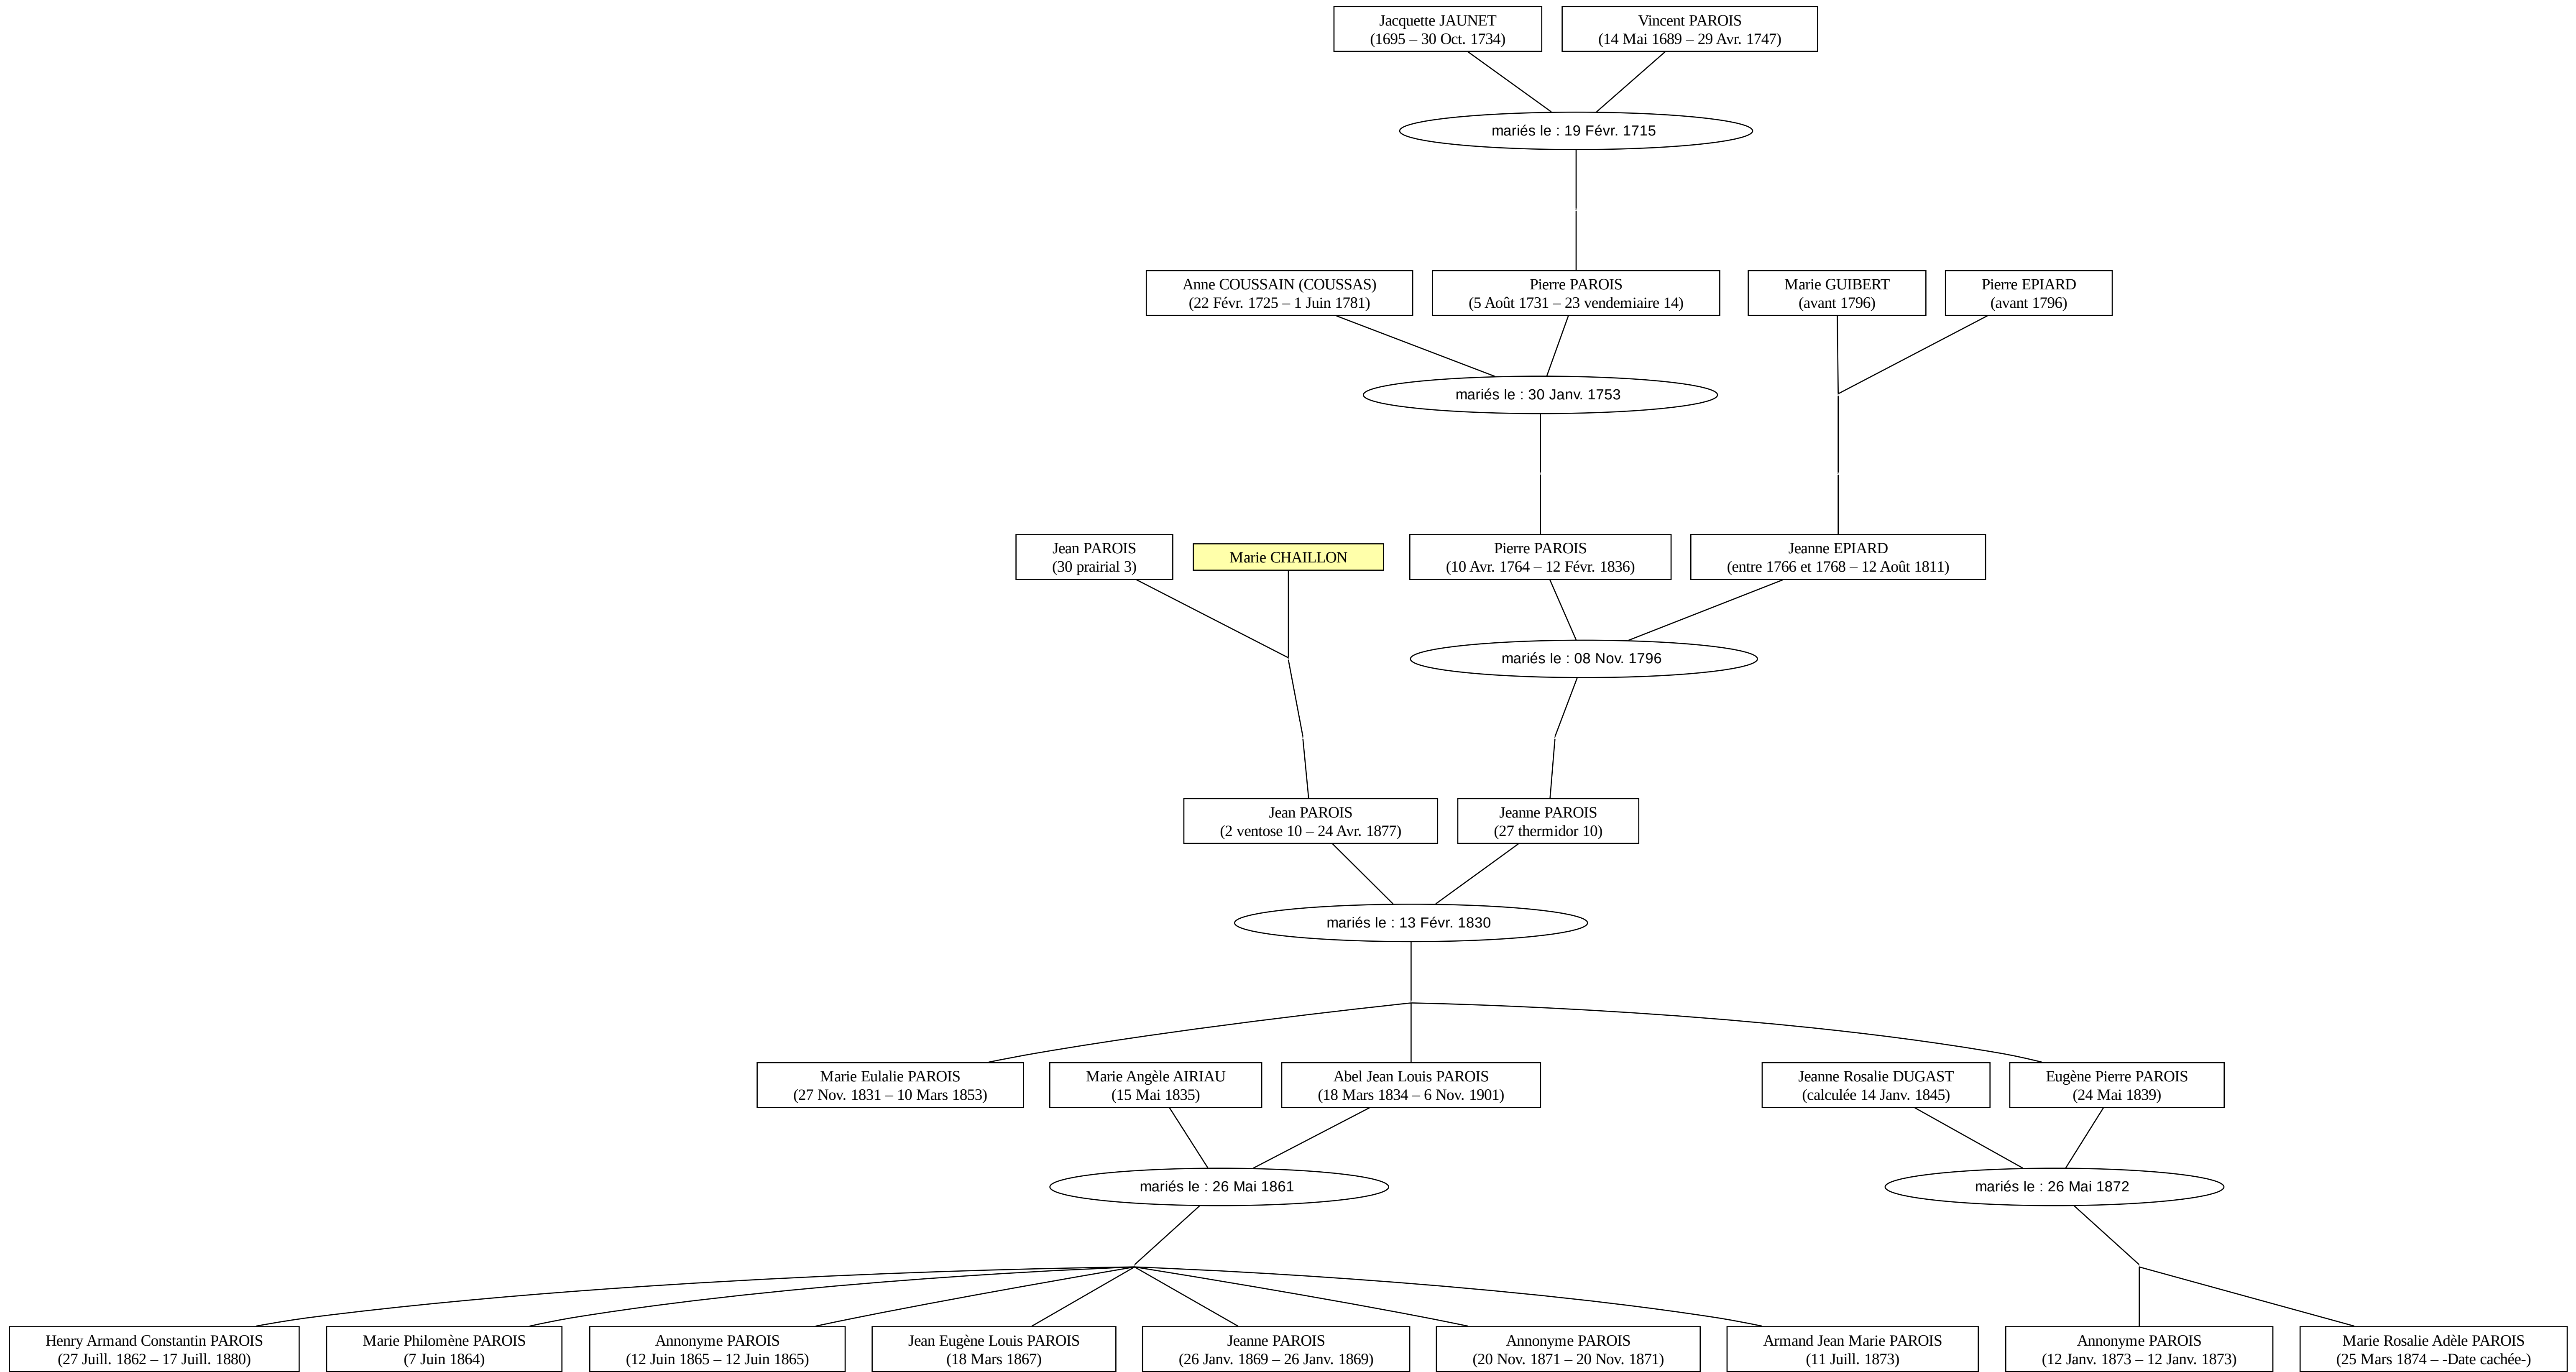 Jacquette JAUNET
(1695 – 30 Oct. 1734)
Vincent PAROIS
(14 Mai 1689 – 29 Avr. 1747)
mariés le : 19 Févr. 1715
Anne COUSSAIN (COUSSAS)
(22 Févr. 1725 – 1 Juin 1781)
Pierre PAROIS
(5 Août 1731 – 23 vendemiaire 14)
Marie GUIBERT
(avant 1796)
Pierre EPIARD
(avant 1796)
mariés le : 30 Janv. 1753
Jean PAROIS
(30 prairial 3)
Marie CHAILLON
Pierre PAROIS
(10 Avr. 1764 – 12 Févr. 1836)
Jeanne EPIARD
(entre 1766 et 1768 – 12 Août 1811)
mariés le : 08 Nov. 1796
Jean PAROIS
(2 ventose 10 – 24 Avr. 1877)
Jeanne PAROIS
(27 thermidor 10)
mariés le : 13 Févr. 1830
Marie Eulalie PAROIS
(27 Nov. 1831 – 10 Mars 1853)
Marie Angèle AIRIAU
(15 Mai 1835)
Abel Jean Louis PAROIS
(18 Mars 1834 – 6 Nov. 1901)
Jeanne Rosalie DUGAST
(calculée 14 Janv. 1845)
Eugène Pierre PAROIS
(24 Mai 1839)
mariés le : 26 Mai 1861
mariés le : 26 Mai 1872
Henry Armand Constantin PAROIS
(27 Juill. 1862 – 17 Juill. 1880)
Marie Philomène PAROIS
(7 Juin 1864)
Annonyme PAROIS
(12 Juin 1865 – 12 Juin 1865)
Jean Eugène Louis PAROIS
(18 Mars 1867)
Jeanne PAROIS
(26 Janv. 1869 – 26 Janv. 1869)
Annonyme PAROIS
(20 Nov. 1871 – 20 Nov. 1871)
Armand Jean Marie PAROIS
(11 Juill. 1873)
Annonyme PAROIS
(12 Janv. 1873 – 12 Janv. 1873)
Marie Rosalie Adèle PAROIS
(25 Mars 1874 – -Date cachée-)